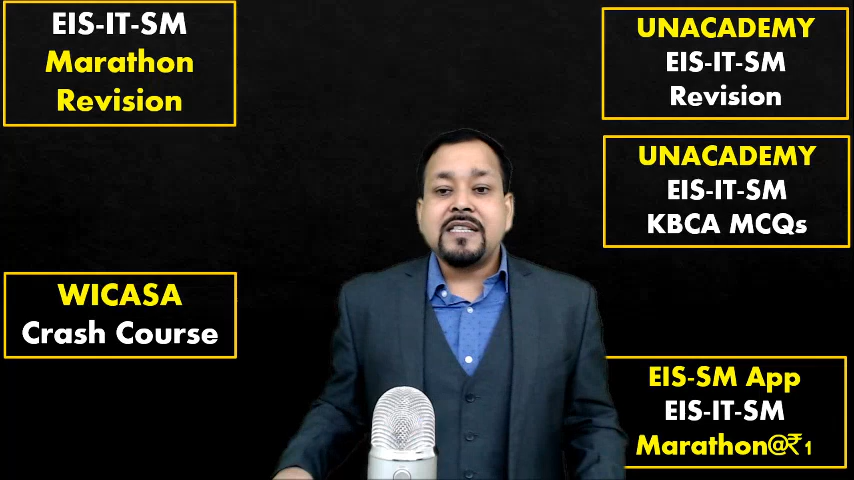 EIS-IT-SM
Marathon
Revision
UNACADEMY
EIS-IT-SM
Revision
UNACADEMY
EIS-IT-SM
KBCA MCQs
WICASA
Crash Course
EIS-SM App
EIS-IT-SM
Marathon@₹1